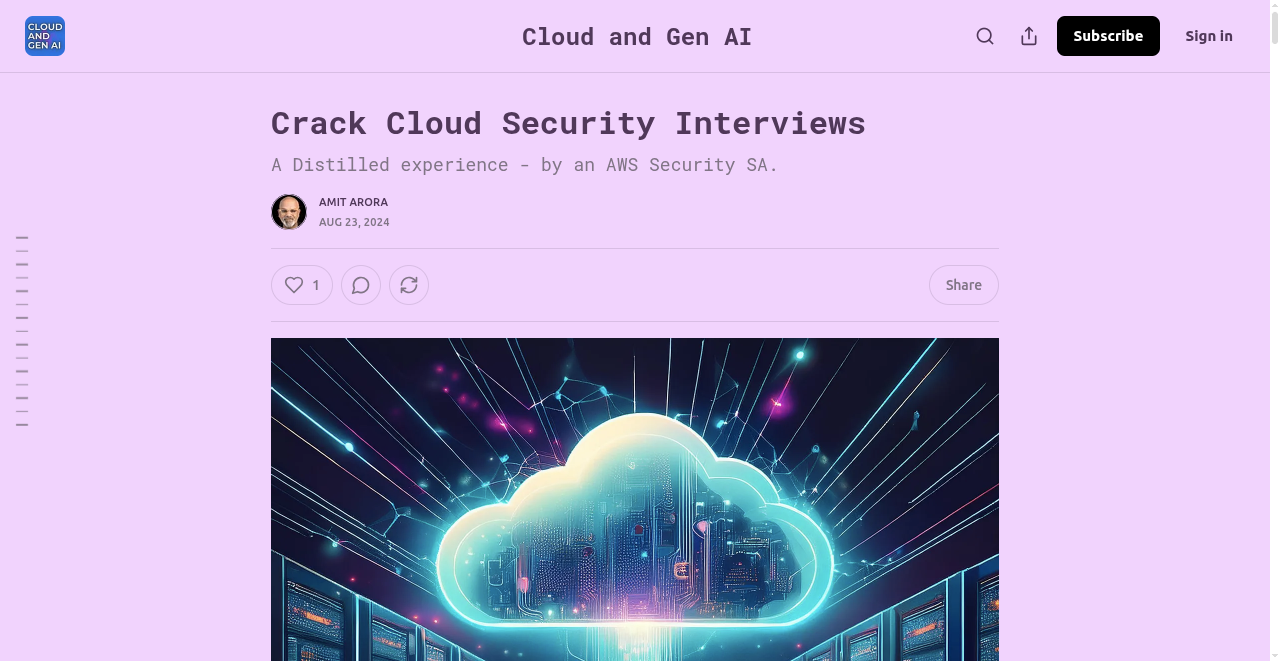 CLOUD
AND
GEN AI
Cloud and Gen AI
Subscribe
Sign in
Crack Cloud Security Interviews
A Distilled experience - by an AWS Security SA.
AMIT ARORA
AUG 23, 2024
1
Share